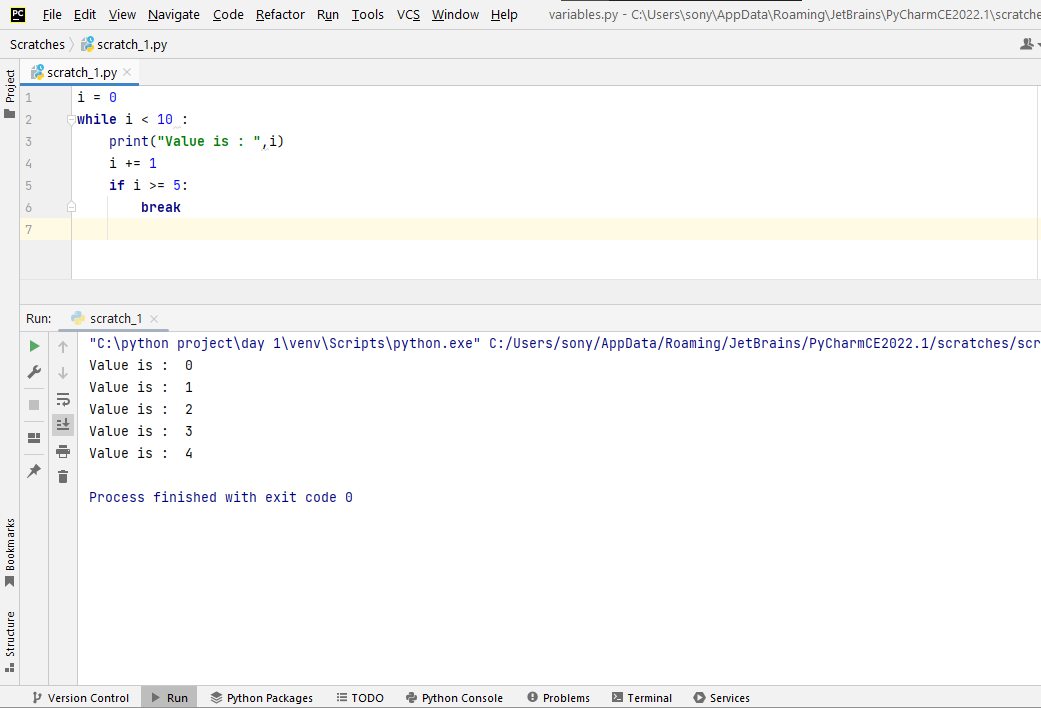 PC File Edit View Navigate Code Refactor Run Tools VCS Window Help variables.py - C:\Users\sony\AppData\Roaming\JetBrains\PyCharmCE2022.1\scratche
Scratches scratch_1.py
scratch_1.py
Project
1 i = 0
2 while i < 10 :
3     print("Value is : ",i)
4     i += 1
5     if i >= 5:
6         break
7
Run: scratch_1
"C:\python project\day 1\venv\Scripts\python.exe" C:/Users/sony/AppData/Roaming/JetBrains/PyCharmCE2022.1/scratches/scr
Value is :  0
Value is :  1
Value is :  2
Value is :  3
Value is :  4
Process finished with exit code 0
Bookmarks
Structure
Version Control Run Python Packages TODO Python Console Problems Terminal Services